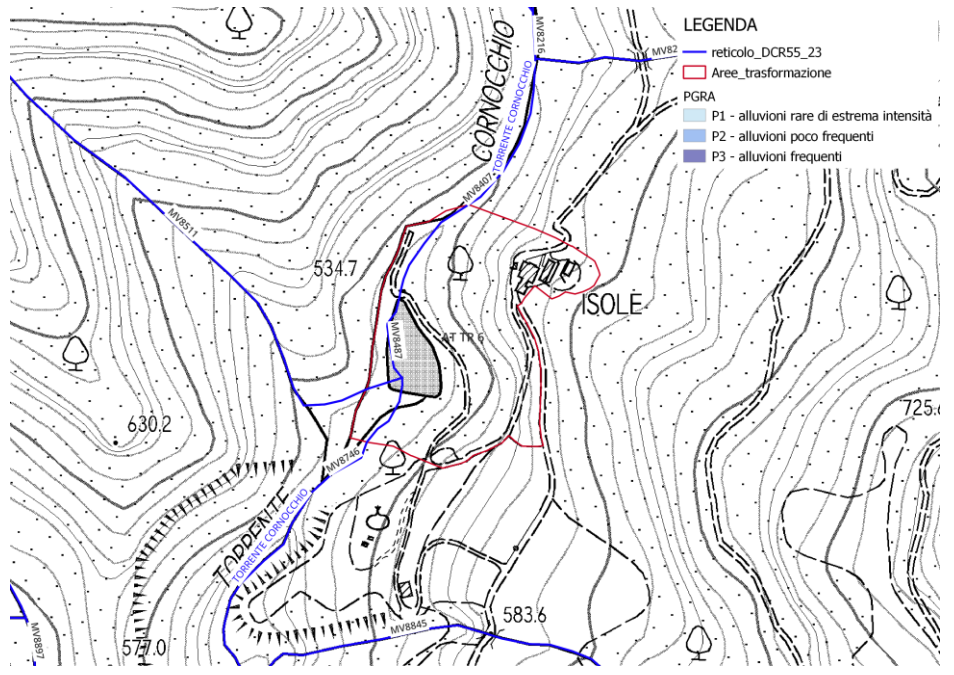 LEGENDA
reticolo_DCR55_23
Aree_trasformazione
PGRA
P1 - alluvioni rare di estrema intensità
P2 - alluvioni poco frequenti
P3 - alluvioni frequenti
MV8216
MV82
CORNOCCHIO
TORRENTE CORNOCCHIO
MV8407
MV8511
534.7
ISOLE
MV8487
AT TR 6
630.2
725.6
MV8746
TORRENTE
TORRENTE CORNOCCHIO
583.6
MV8845
577.0
MV8897